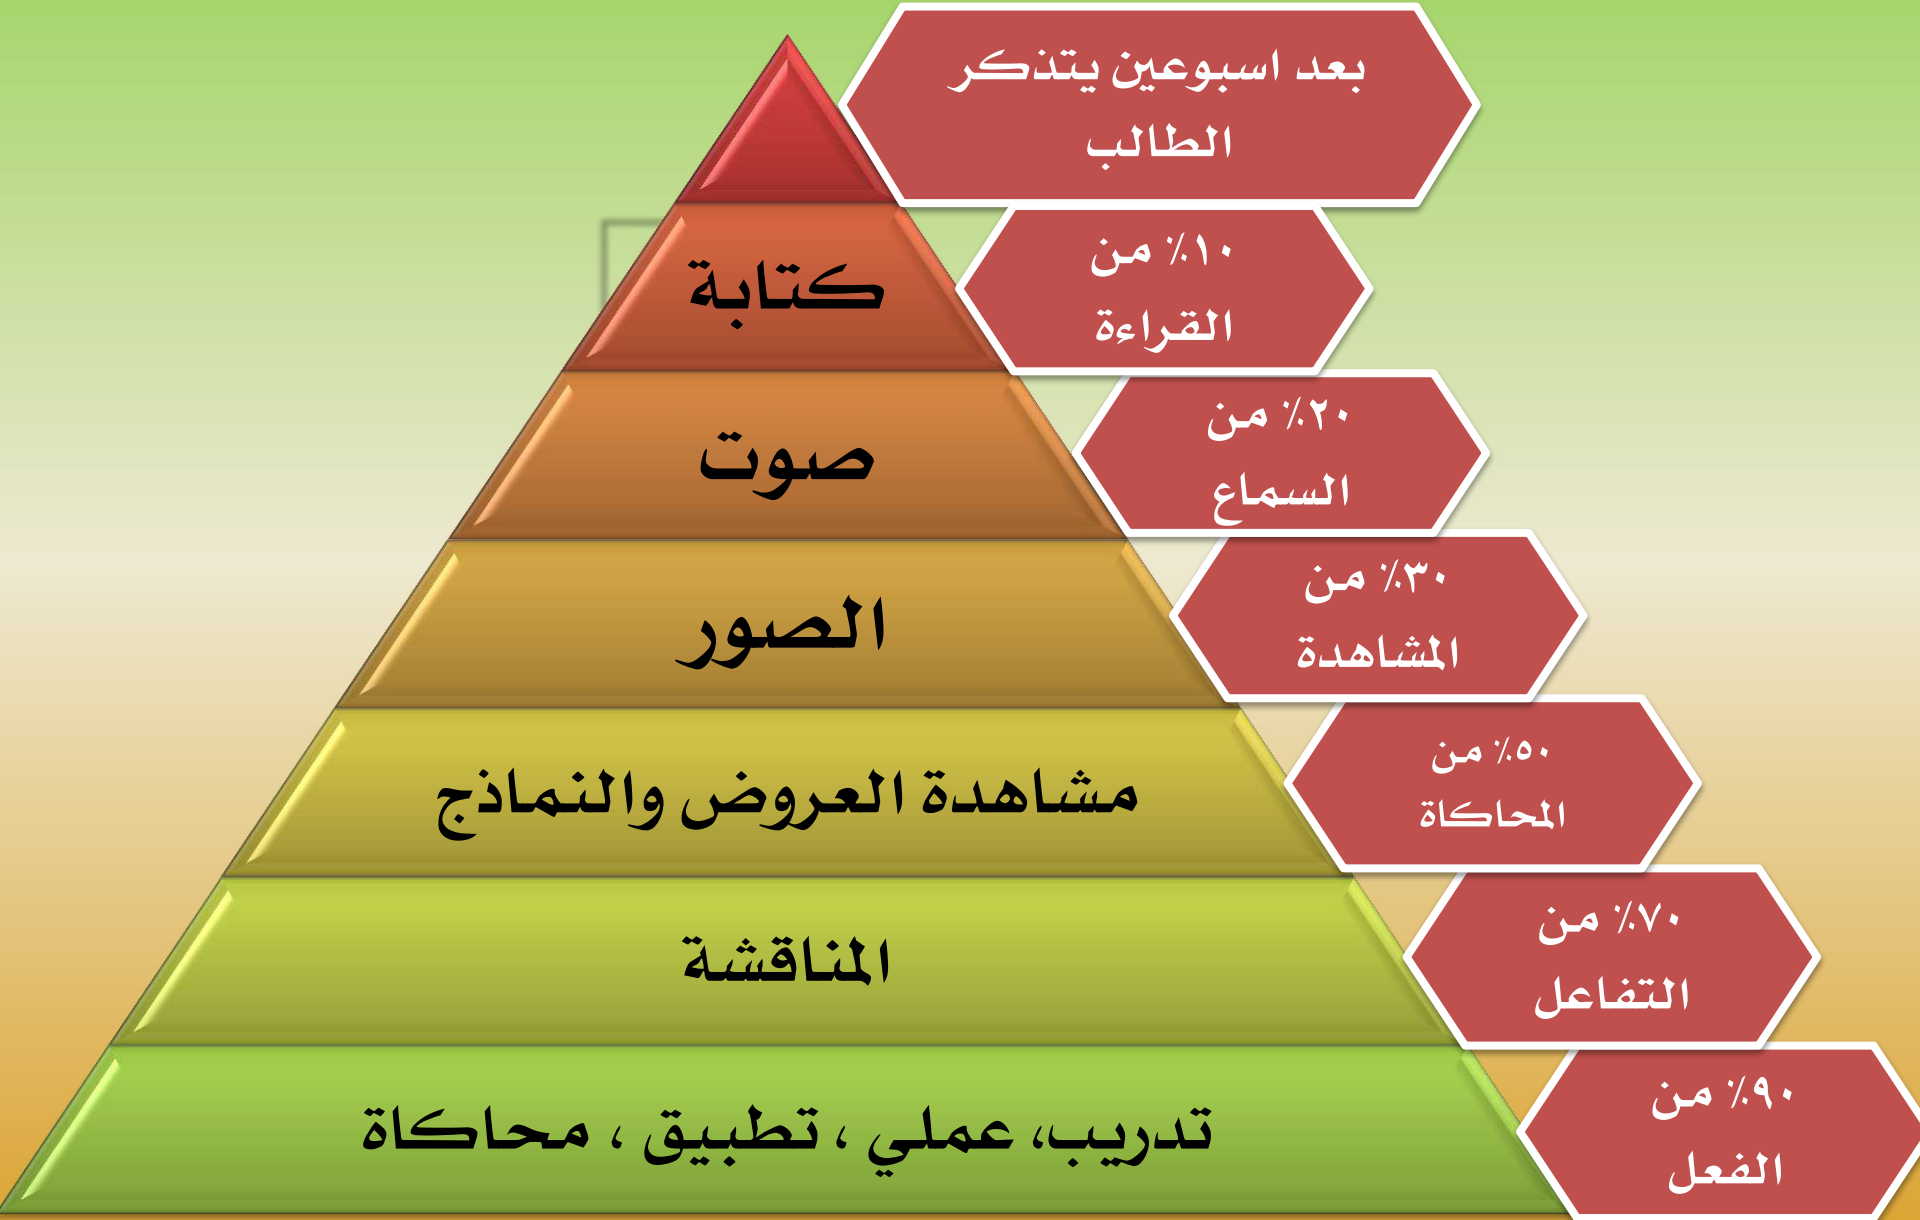 بعد اسبوعين يتذكر
الطالب
١٠٪ من
القراءة
كتابة
٢٠٪ من
السماع
صوت
٣٠٪ من
المشاهدة
الصور
٥٠٪ من
المحاكاة
مشاهدة العروض والنماذج
٧٠٪ من
التفاعل
المناقشة
٩٠٪ من
الفعل
تدريب، عملي ، تطبيق ، محاكاة